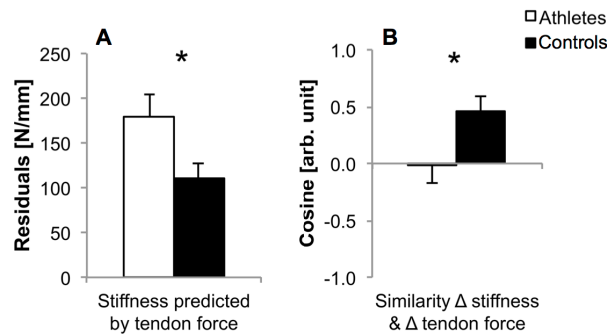 Athletes
Controls
A
*
250
200
150
100
50
0
Residuals [N/mm]
Stiffness predicted
by tendon force
B
*
1.0
0.5
0.0
-0.5
-1.0
Cosine [arb. unit]
Similarity Δ stiffness
& Δ tendon force